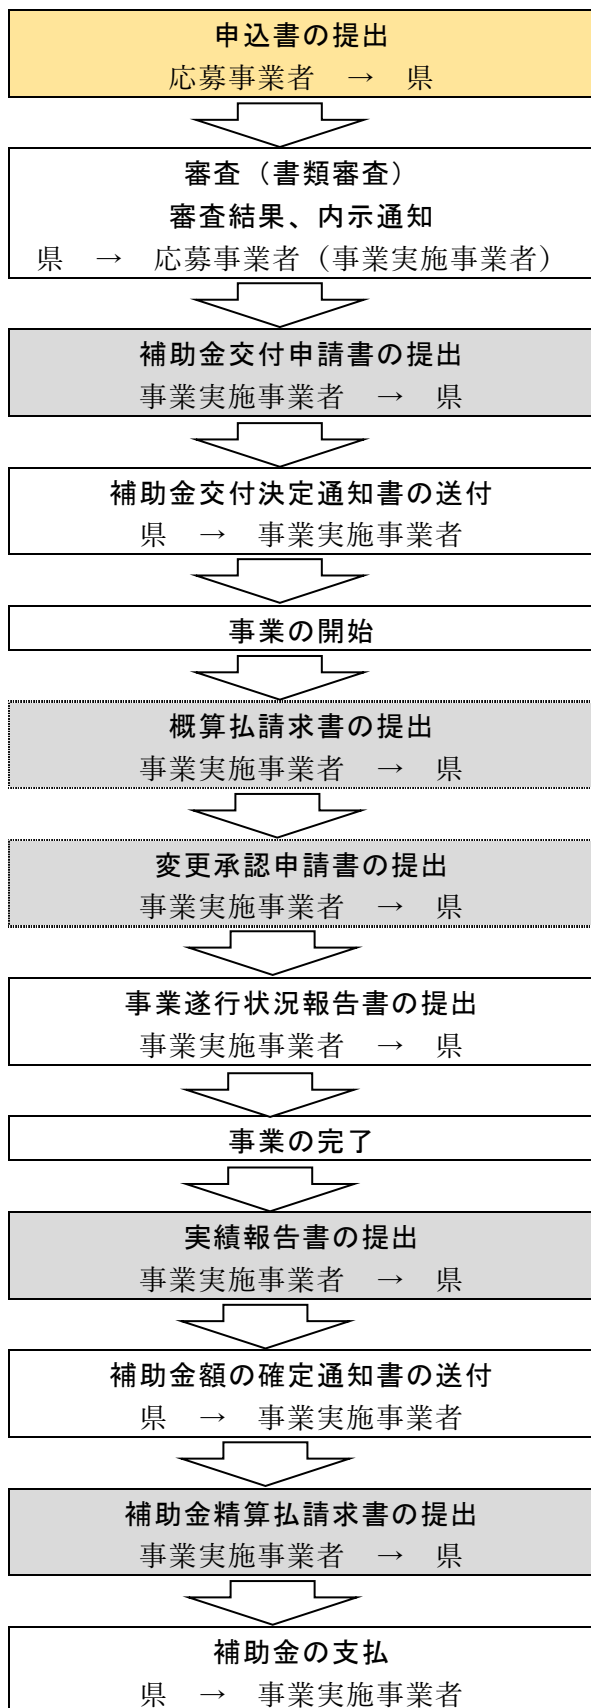 申込書の提出
応募事業者　→　県
審査（書類審査）
審査結果、内示通知
県　→　応募事業者（事業実施事業者）
補助金交付申請書の提出
事業実施事業者　→　県
補助金交付決定通知書の送付
県　→　事業実施事業者
事業の開始
概算払請求書の提出
事業実施事業者　→　県
変更承認申請書の提出
事業実施事業者　→　県
事業遂行状況報告書の提出
事業実施事業者　→　県
事業の完了
実績報告書の提出
事業実施事業者　→　県
補助金額の確定通知書の送付
県　→　事業実施事業者
補助金精算払請求書の提出
事業実施事業者　→　県
補助金の支払
県　→　事業実施事業者